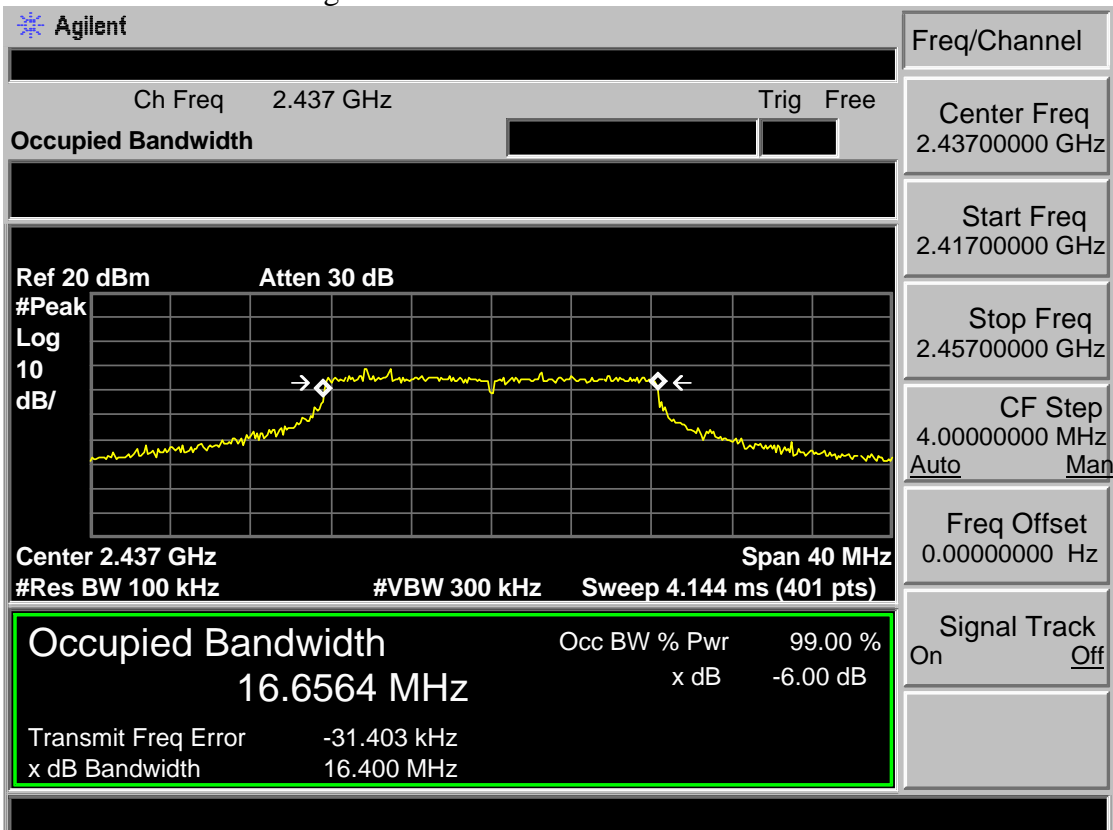 Agilent
Freq/Channel
Ch Freq 2.437 GHz Trig Free
Occupied Bandwidth
Center Freq
2.43700000 GHz
Start Freq
2.41700000 GHz
Stop Freq
2.45700000 GHz
CF Step
4.00000000 MHz
Auto Man
Freq Offset
0.00000000 Hz
Signal Track
On Off
Ref 20 dBm Atten 30 dB
#Peak
Log
10
dB/
Center 2.437 GHz Span 40 MHz
#Res BW 100 kHz #VBW 300 kHz Sweep 4.144 ms (401 pts)
Occupied Bandwidth
16.6564 MHz
Occ BW % Pwr 99.00 %
x dB -6.00 dB
Transmit Freq Error -31.403 kHz
x dB Bandwidth 16.400 MHz